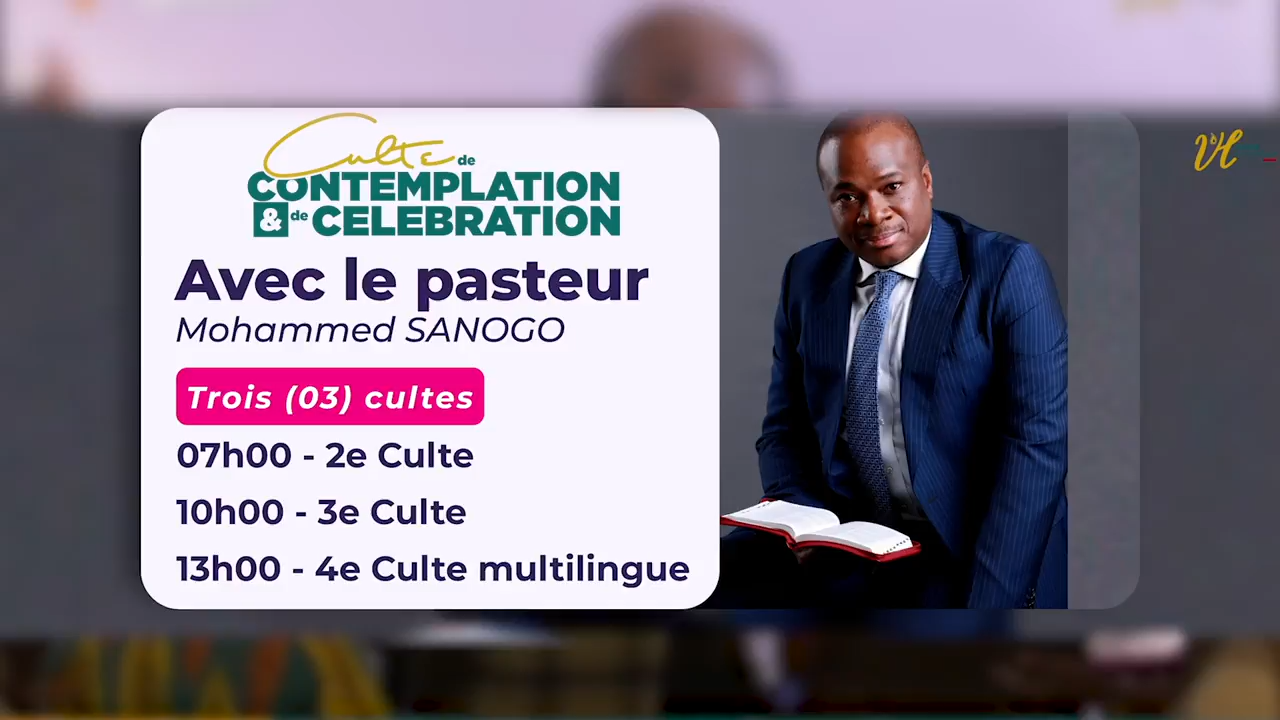 Culte de
CONTEMPLATION
& de CELEBRATION
Avec le pasteur
Mohammed SANOGO
Trois (03) cultes
07h00 - 2e Culte
10h00 - 3e Culte
13h00 - 4e Culte multilingue
VH